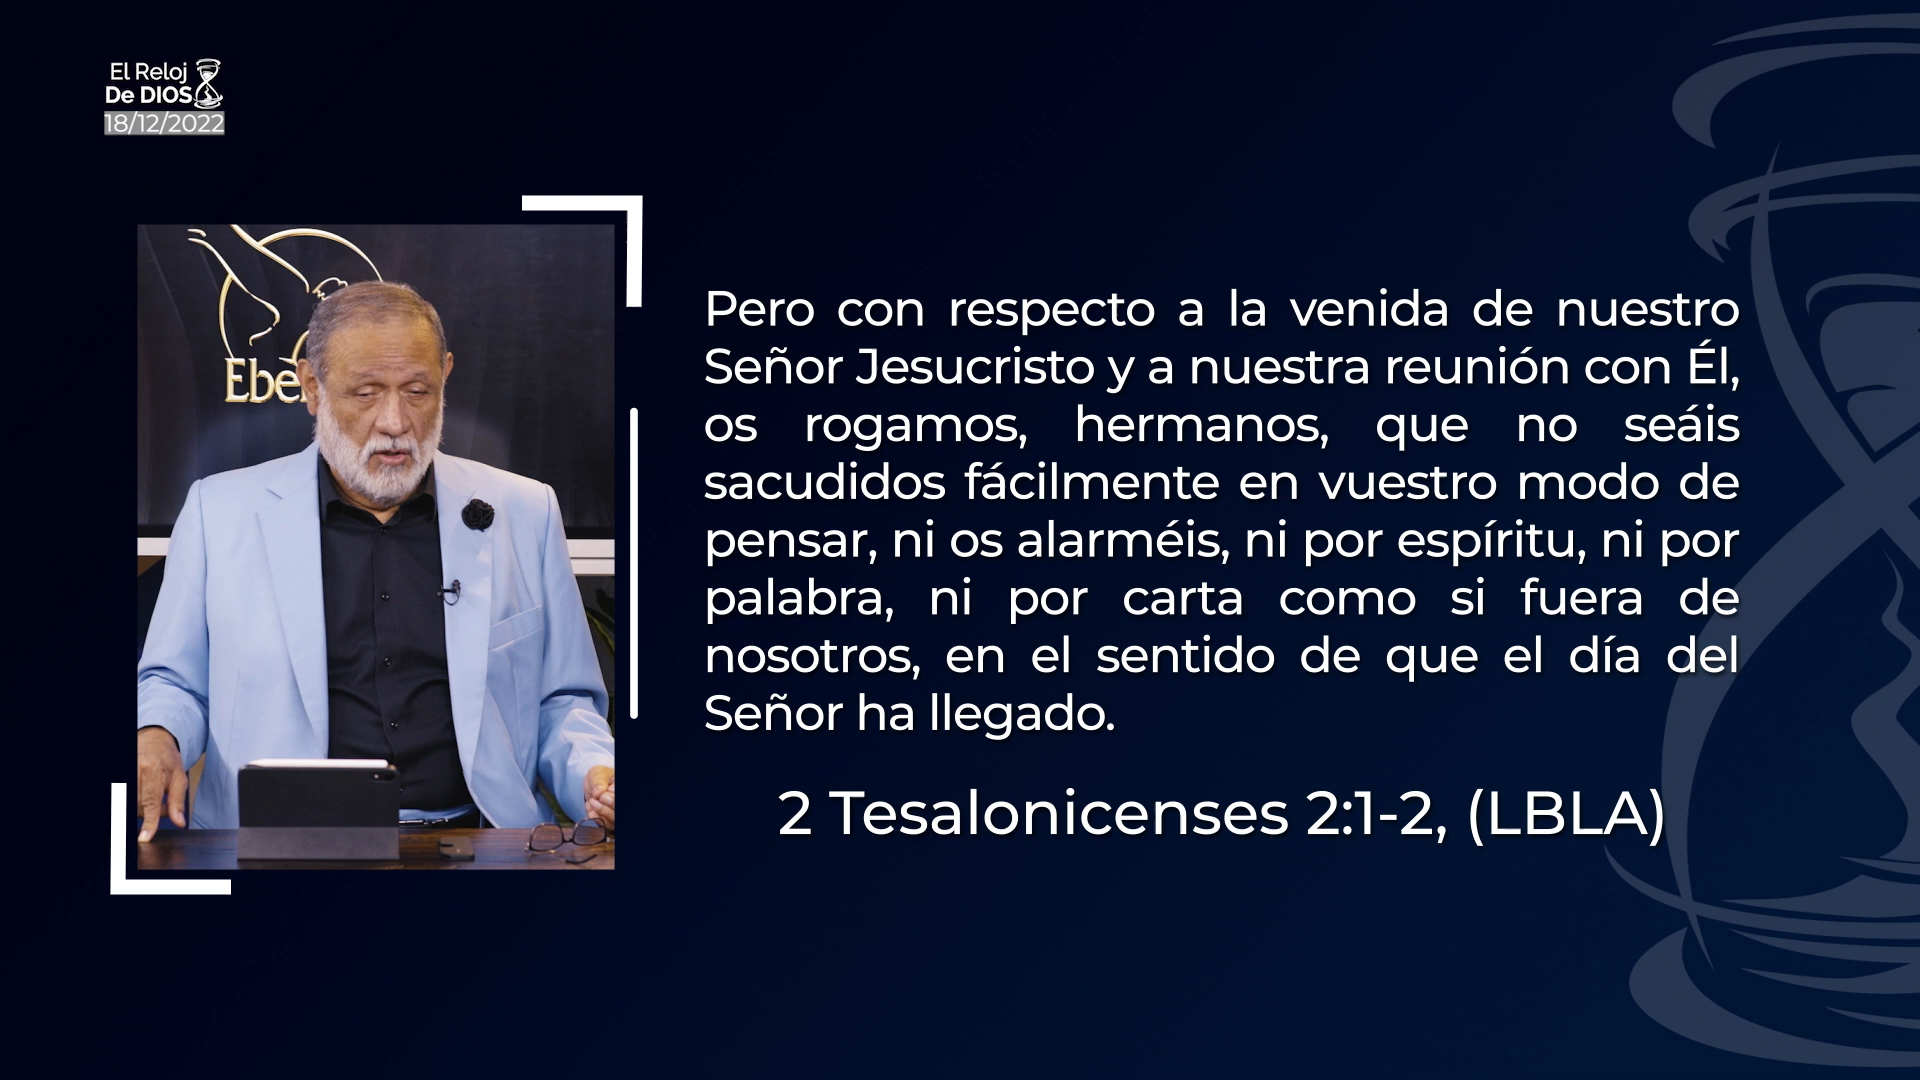 El Reloj
De DIOS
18/12/2022
Pero con respecto a la venida de nuestro
Señor Jesucristo y a nuestra reunión con Él,
os rogamos, hermanos, que no seáis
sacudidos fácilmente en vuestro modo de
pensar, ni os alarméis, ni por espíritu, ni por
palabra, ni por carta como si fuera de
nosotros, en el sentido de que el día del
Señor ha llegado.
2 Tesalonicenses 2:1-2, (LBLA)